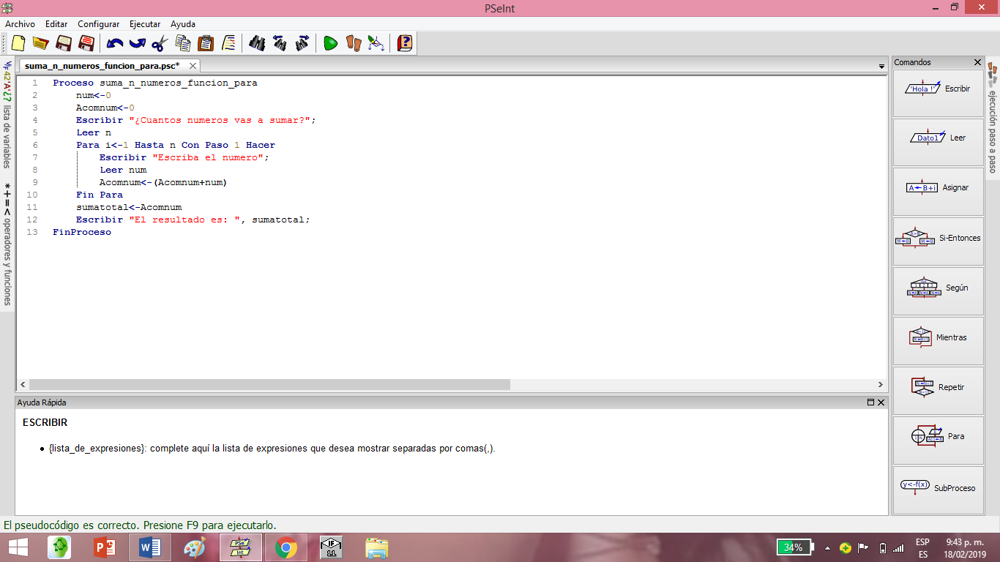 PSeInt
Archivo Editar Configurar Ejecutar Ayuda
suma_n_numeros_funcion_para.psc*
lista de variables
operadores y funciones
1 Proceso suma_n_numeros_funcion_para
2 num<-0
3 Acomnum<-0
4 Escribir "¿Cuantos numeros vas a sumar?";
5 Leer n
6 Para i<-1 Hasta n Con Paso 1 Hacer
7 Escribir "Escriba el numero";
8 Leer num
9 Acomnum<-(Acomnum+num)
10 Fin Para
11 sumatotal<-Acomnum
12 Escribir "El resultado es: ", sumatotal;
13 FinProceso
Comandos
'Hola !' Escribir
Dato1 Leer
A←B+i Asignar
Si-Entonces
Según
Mientras
Repetir
Para
y<-f(x) SubProceso
ejecución paso a paso
Ayuda Rápida
ESCRIBIR
• {lista_de_expresiones}: complete aquí la lista de expresiones que desea mostrar separadas por comas(,).
El pseudocódigo es correcto. Presione F9 para ejecutarlo.
34%
ESP
ES
9:43 p. m.
18/02/2019